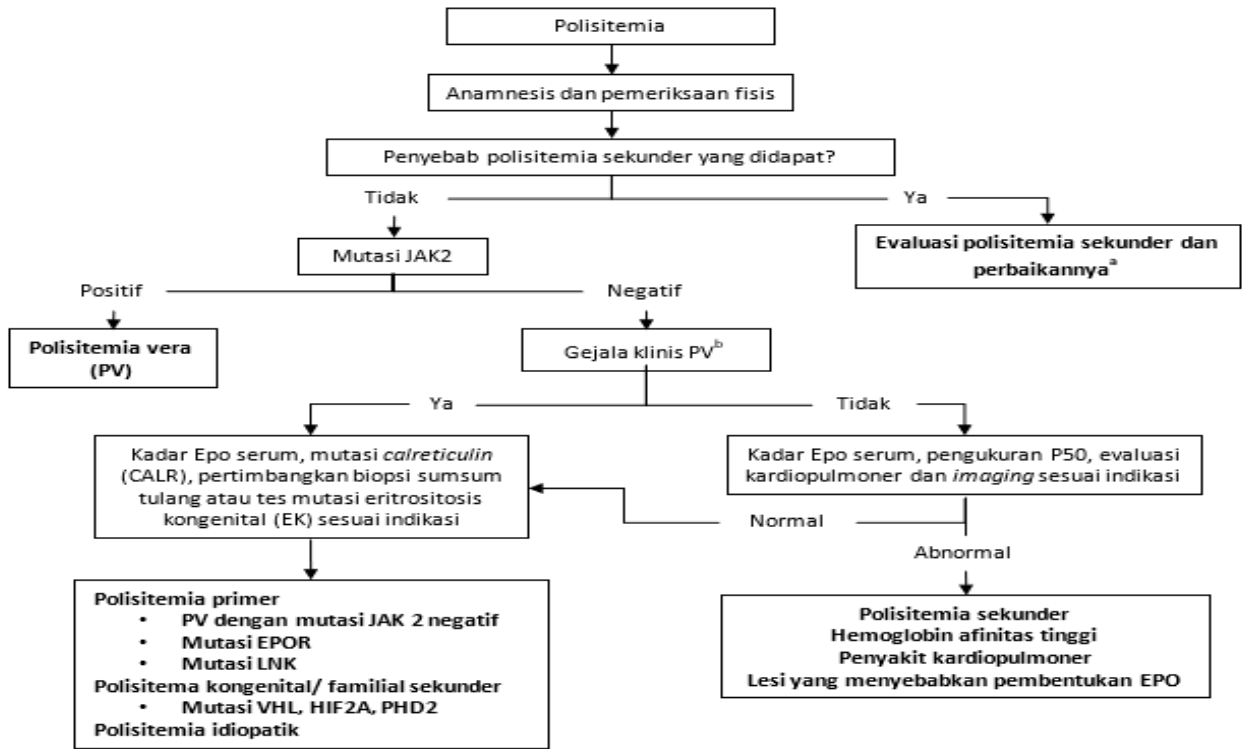 Polisitemia
Anamnesis dan pemeriksaan fisis
Penyebab polisitemia sekunder yang didapat?
Tidak
Ya
Mutasi JAK2
Evaluasi polisitemia sekunder dan
perbaikannyaᵃ
Positif
Negatif
Polisitemia vera
(PV)
Gejala klinis PVᵇ
Ya
Tidak
Kadar Epo serum, mutasi calreticulin
(CALR), pertimbangkan biopsi sumsum
tulang atau tes mutasi eritrositosis
kongenital (EK) sesuai indikasi
Kadar Epo serum, pengukuran P50, evaluasi
kardiopulmoner dan imaging sesuai indikasi
Normal
Abnormal
Polisitemia primer
• PV dengan mutasi JAK 2 negatif
• Mutasi EPOR
• Mutasi LNK
Polisitema kongenital/ familial sekunder
• Mutasi VHL, HIF2A, PHD2
Polisitemia idiopatik
Polisitemia sekunder
Hemoglobin afinitas tinggi
Penyakit kardiopulmoner
Lesi yang menyebabkan pembentukan EPO